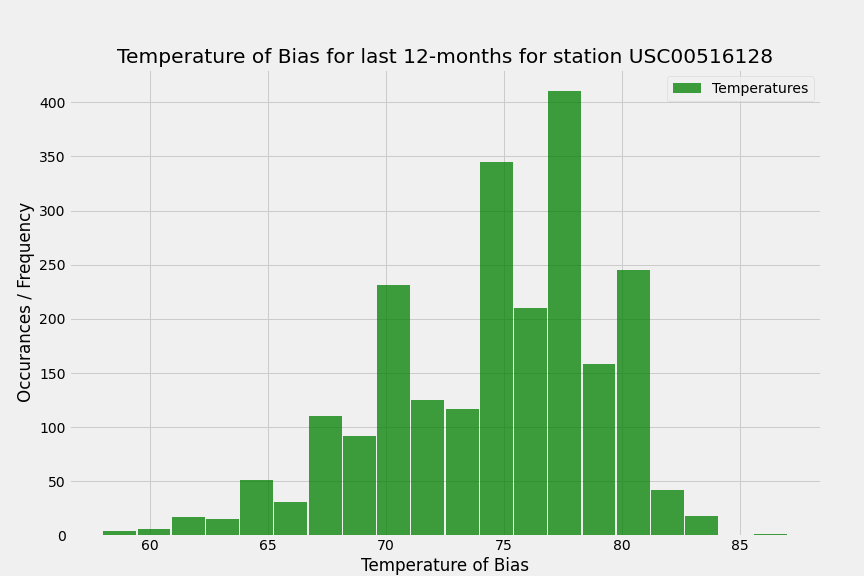 Temperature of Bias for last 12-months for station USC00516128
Temperatures
400
350
300
250
200
150
100
50
0
Occurances / Frequency
60 65 70 75 80 85
Temperature of Bias